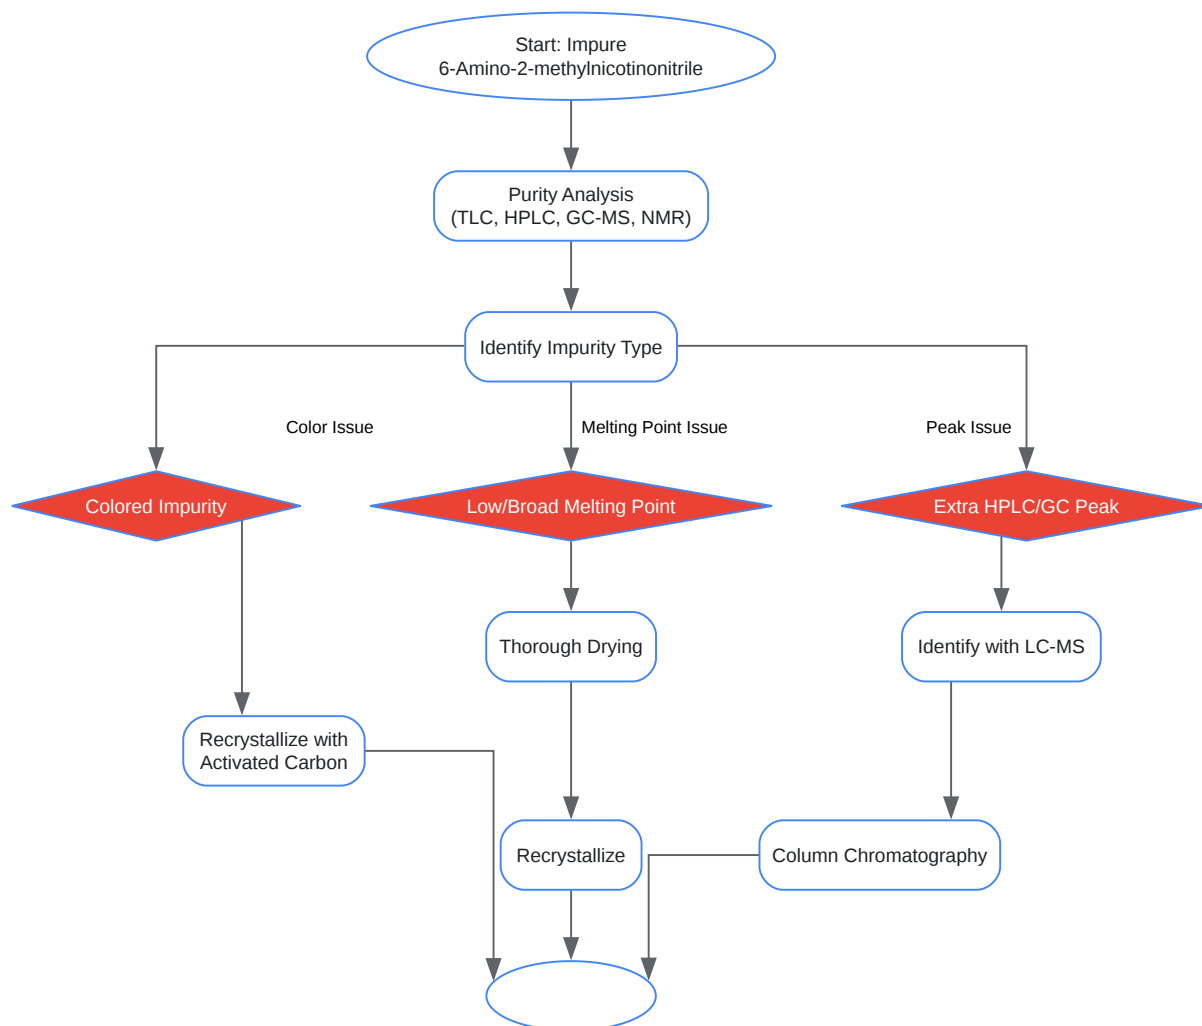 Start: Impure
6-Amino-2-methylnicotinonitrile
Purity Analysis
(TLC, HPLC, GC-MS, NMR)
Identify Impurity Type
Color Issue
Melting Point Issue
Peak Issue
Colored Impurity
Low/Broad Melting Point
Extra HPLC/GC Peak
Thorough Drying
Identify with LC-MS
Recrystallize with
Activated Carbon
Recrystallize
Column Chromatography